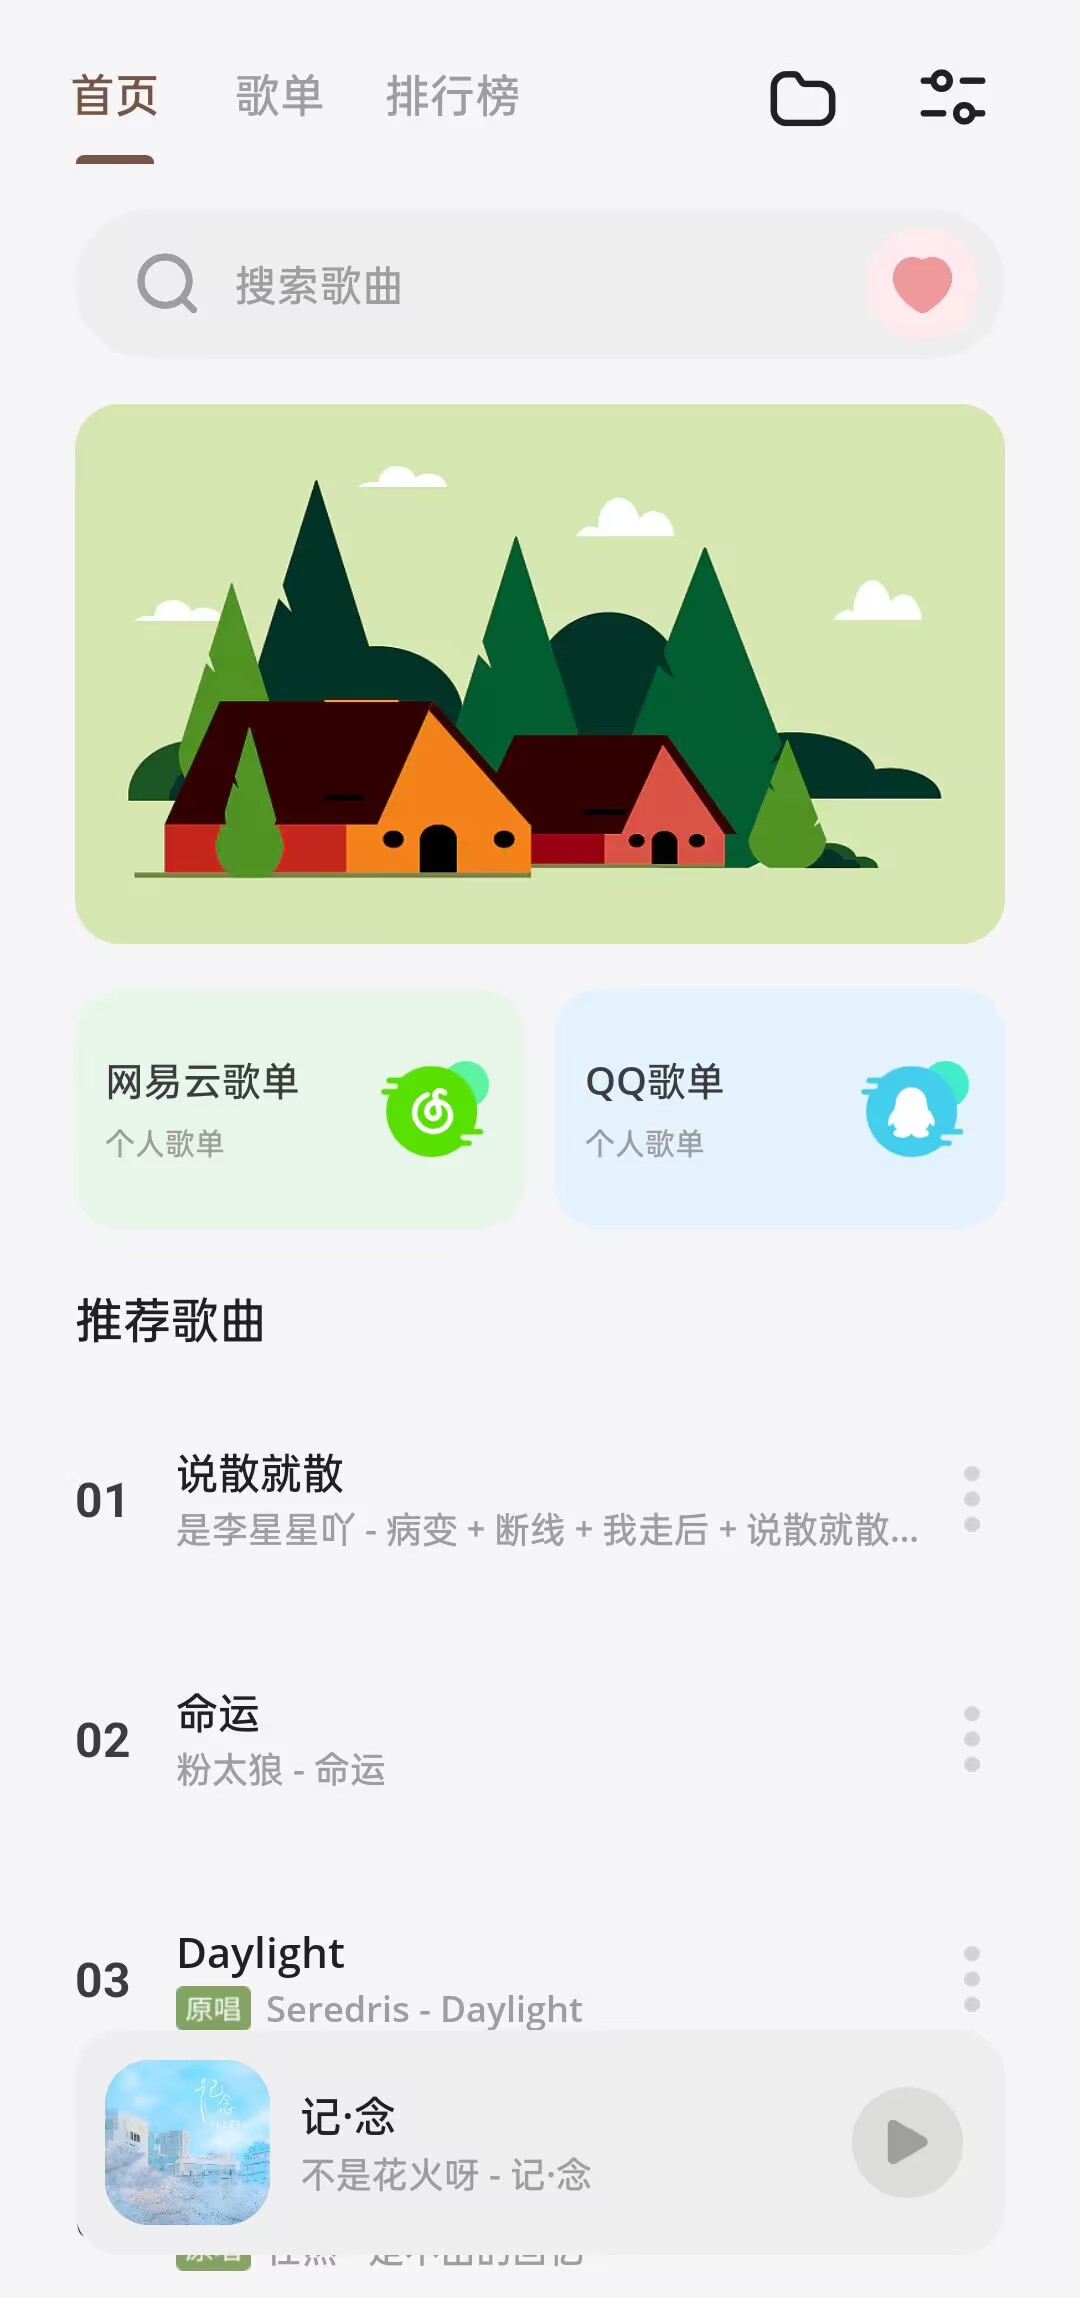 首页 歌单 排行榜
搜索歌曲
网易云歌单
个人歌单
QQ歌单
个人歌单
推荐歌曲
01
说散就散
是李星星吖 - 病变 + 断线 + 我走后 + 说散就散...
02
命运
粉太狼 - 命运
03
Daylight
原唱 Seredris - Daylight
记·念
不是花火呀 - 记·念